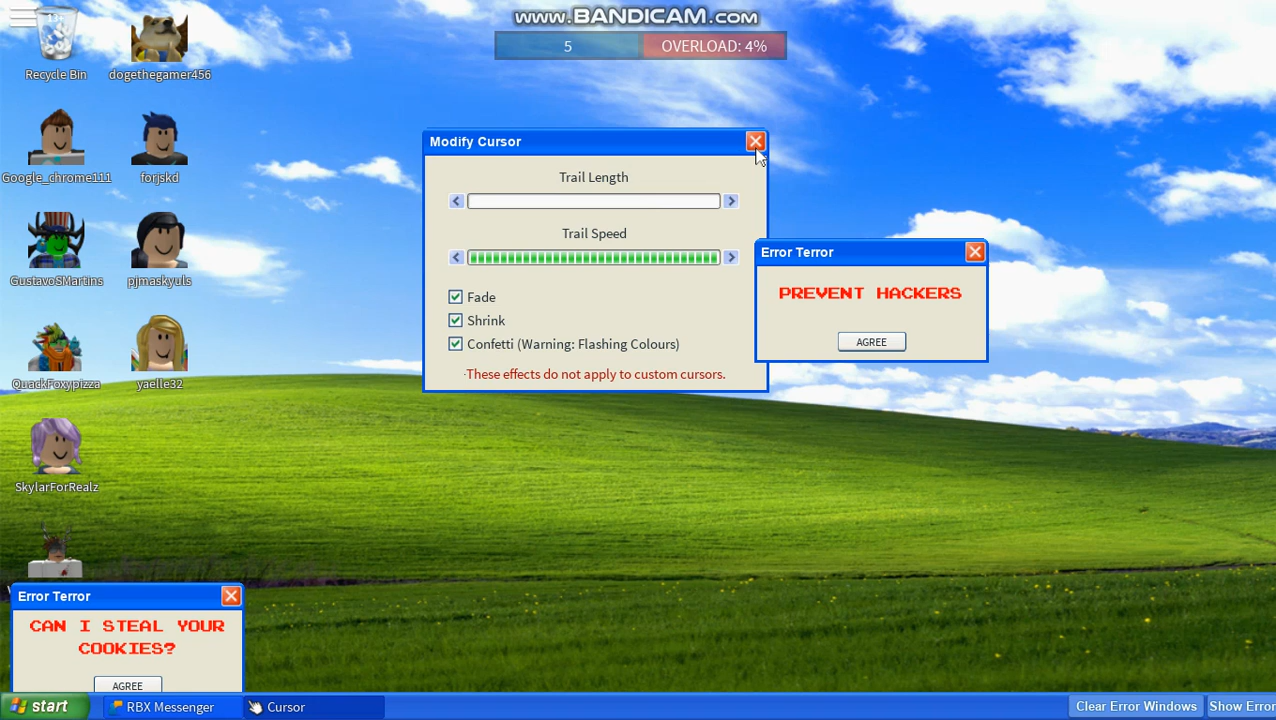 www.BANDICAM.com
5
OVERLOAD: 4%
Recycle Bin
dogethegamer456
Google_chrome111
forjskd
GustavoSMartins
pjmaskyuls
QuackFoxypizza
yaelle32
SkylarForRealz
Modify Cursor
Trail Length
Trail Speed
Fade
Shrink
Confetti (Warning: Flashing Colours)
·These effects do not apply to custom cursors.
Error Terror
PREVENT HACKERS
AGREE
Error Terror
CAN I STEAL YOUR
COOKIES?
AGREE
start
RBX Messenger
Cursor
Clear Error Windows
Show Error